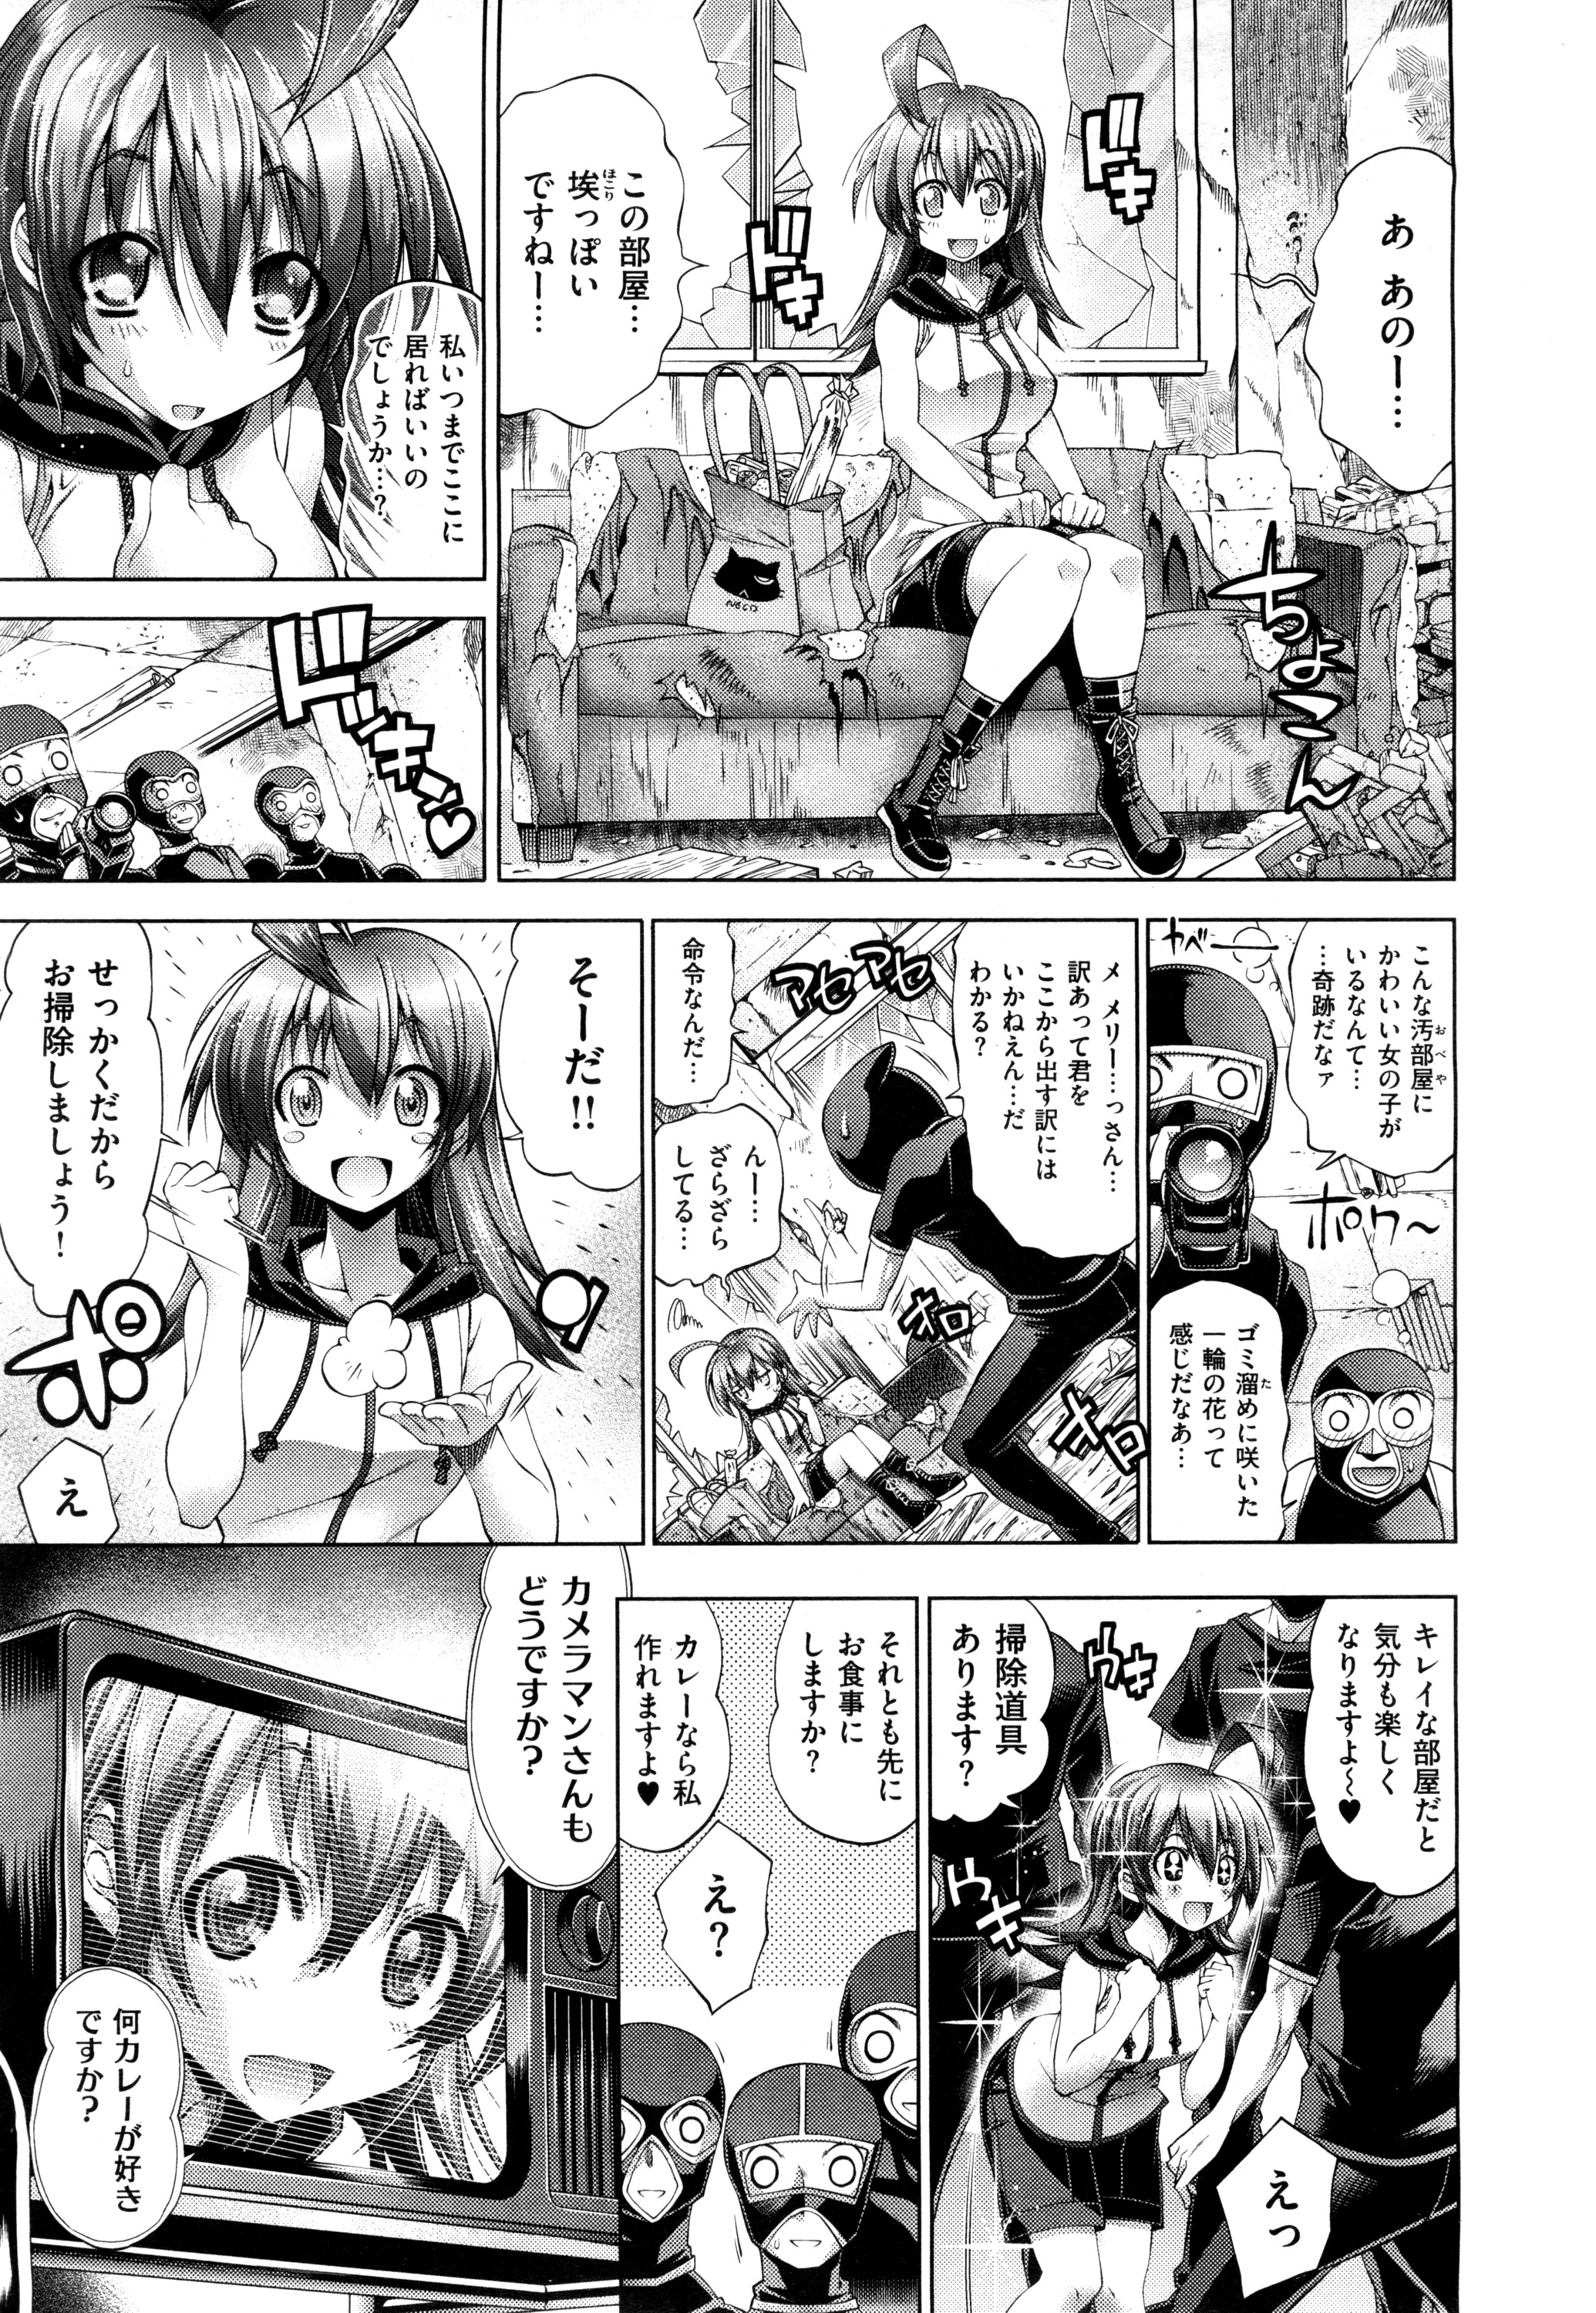 あ あのー…
ドキ
ドキ
この部屋…
埃っぽい
ほこり
ですねー…
ちょこん
NECO
私いつまでここに
居ればいいの
でしょうか…?
ドッキーン♥
こんな汚部屋に
おべや
かわいい女の子が
いるなんて…
…奇跡だなァ
ポワ〜
ゴミ溜めに咲いた
た
一輪の花って
感じだなあ…
メ メリー…っさん…
訳あって君を
ここから出す訳には
いかねえん…だ
わかる?
アセアセ
命令なんだ…
んー…
ざらざら
してる…
オロ
オロ
そーだ!!
せっかくだから
お掃除しましょう!
ポン
え
キレイな部屋だと
気分も楽しく
なりますよ〜♥
ウキ
掃除道具
あります?
ウキ
えっ
それとも先に
お食事に
しますか?
カレーなら私
作れますよ♥
え?
カメラマンさんも
どうですか?
何カレーが好き
ですか?